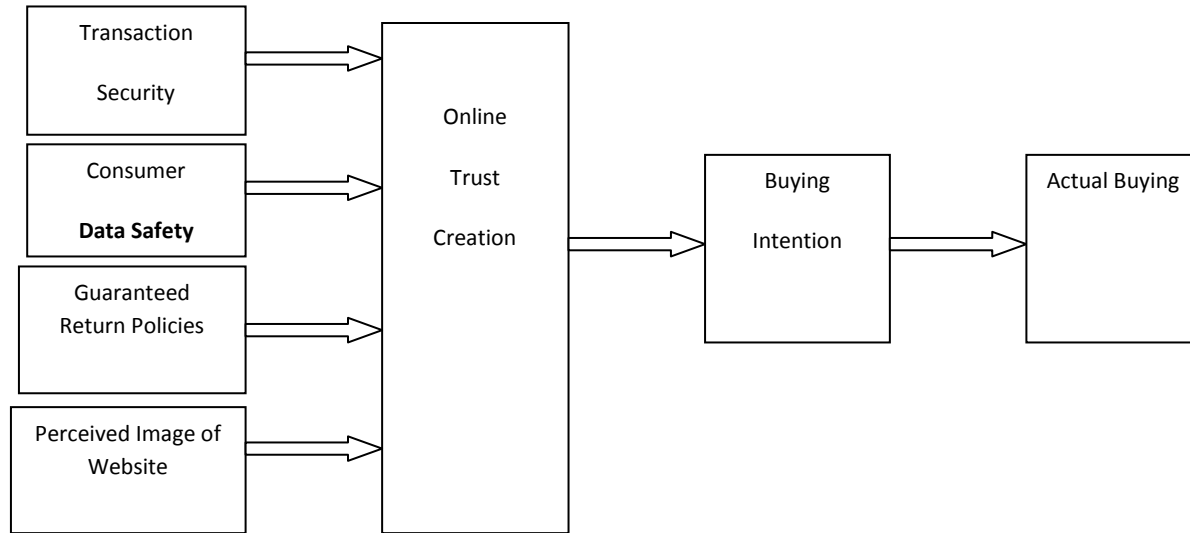 Transaction
Security
Consumer
Data Safety
Guaranteed
Return Policies
Perceived Image of
Website
Online
Trust
Creation
Buying
Intention
Actual Buying